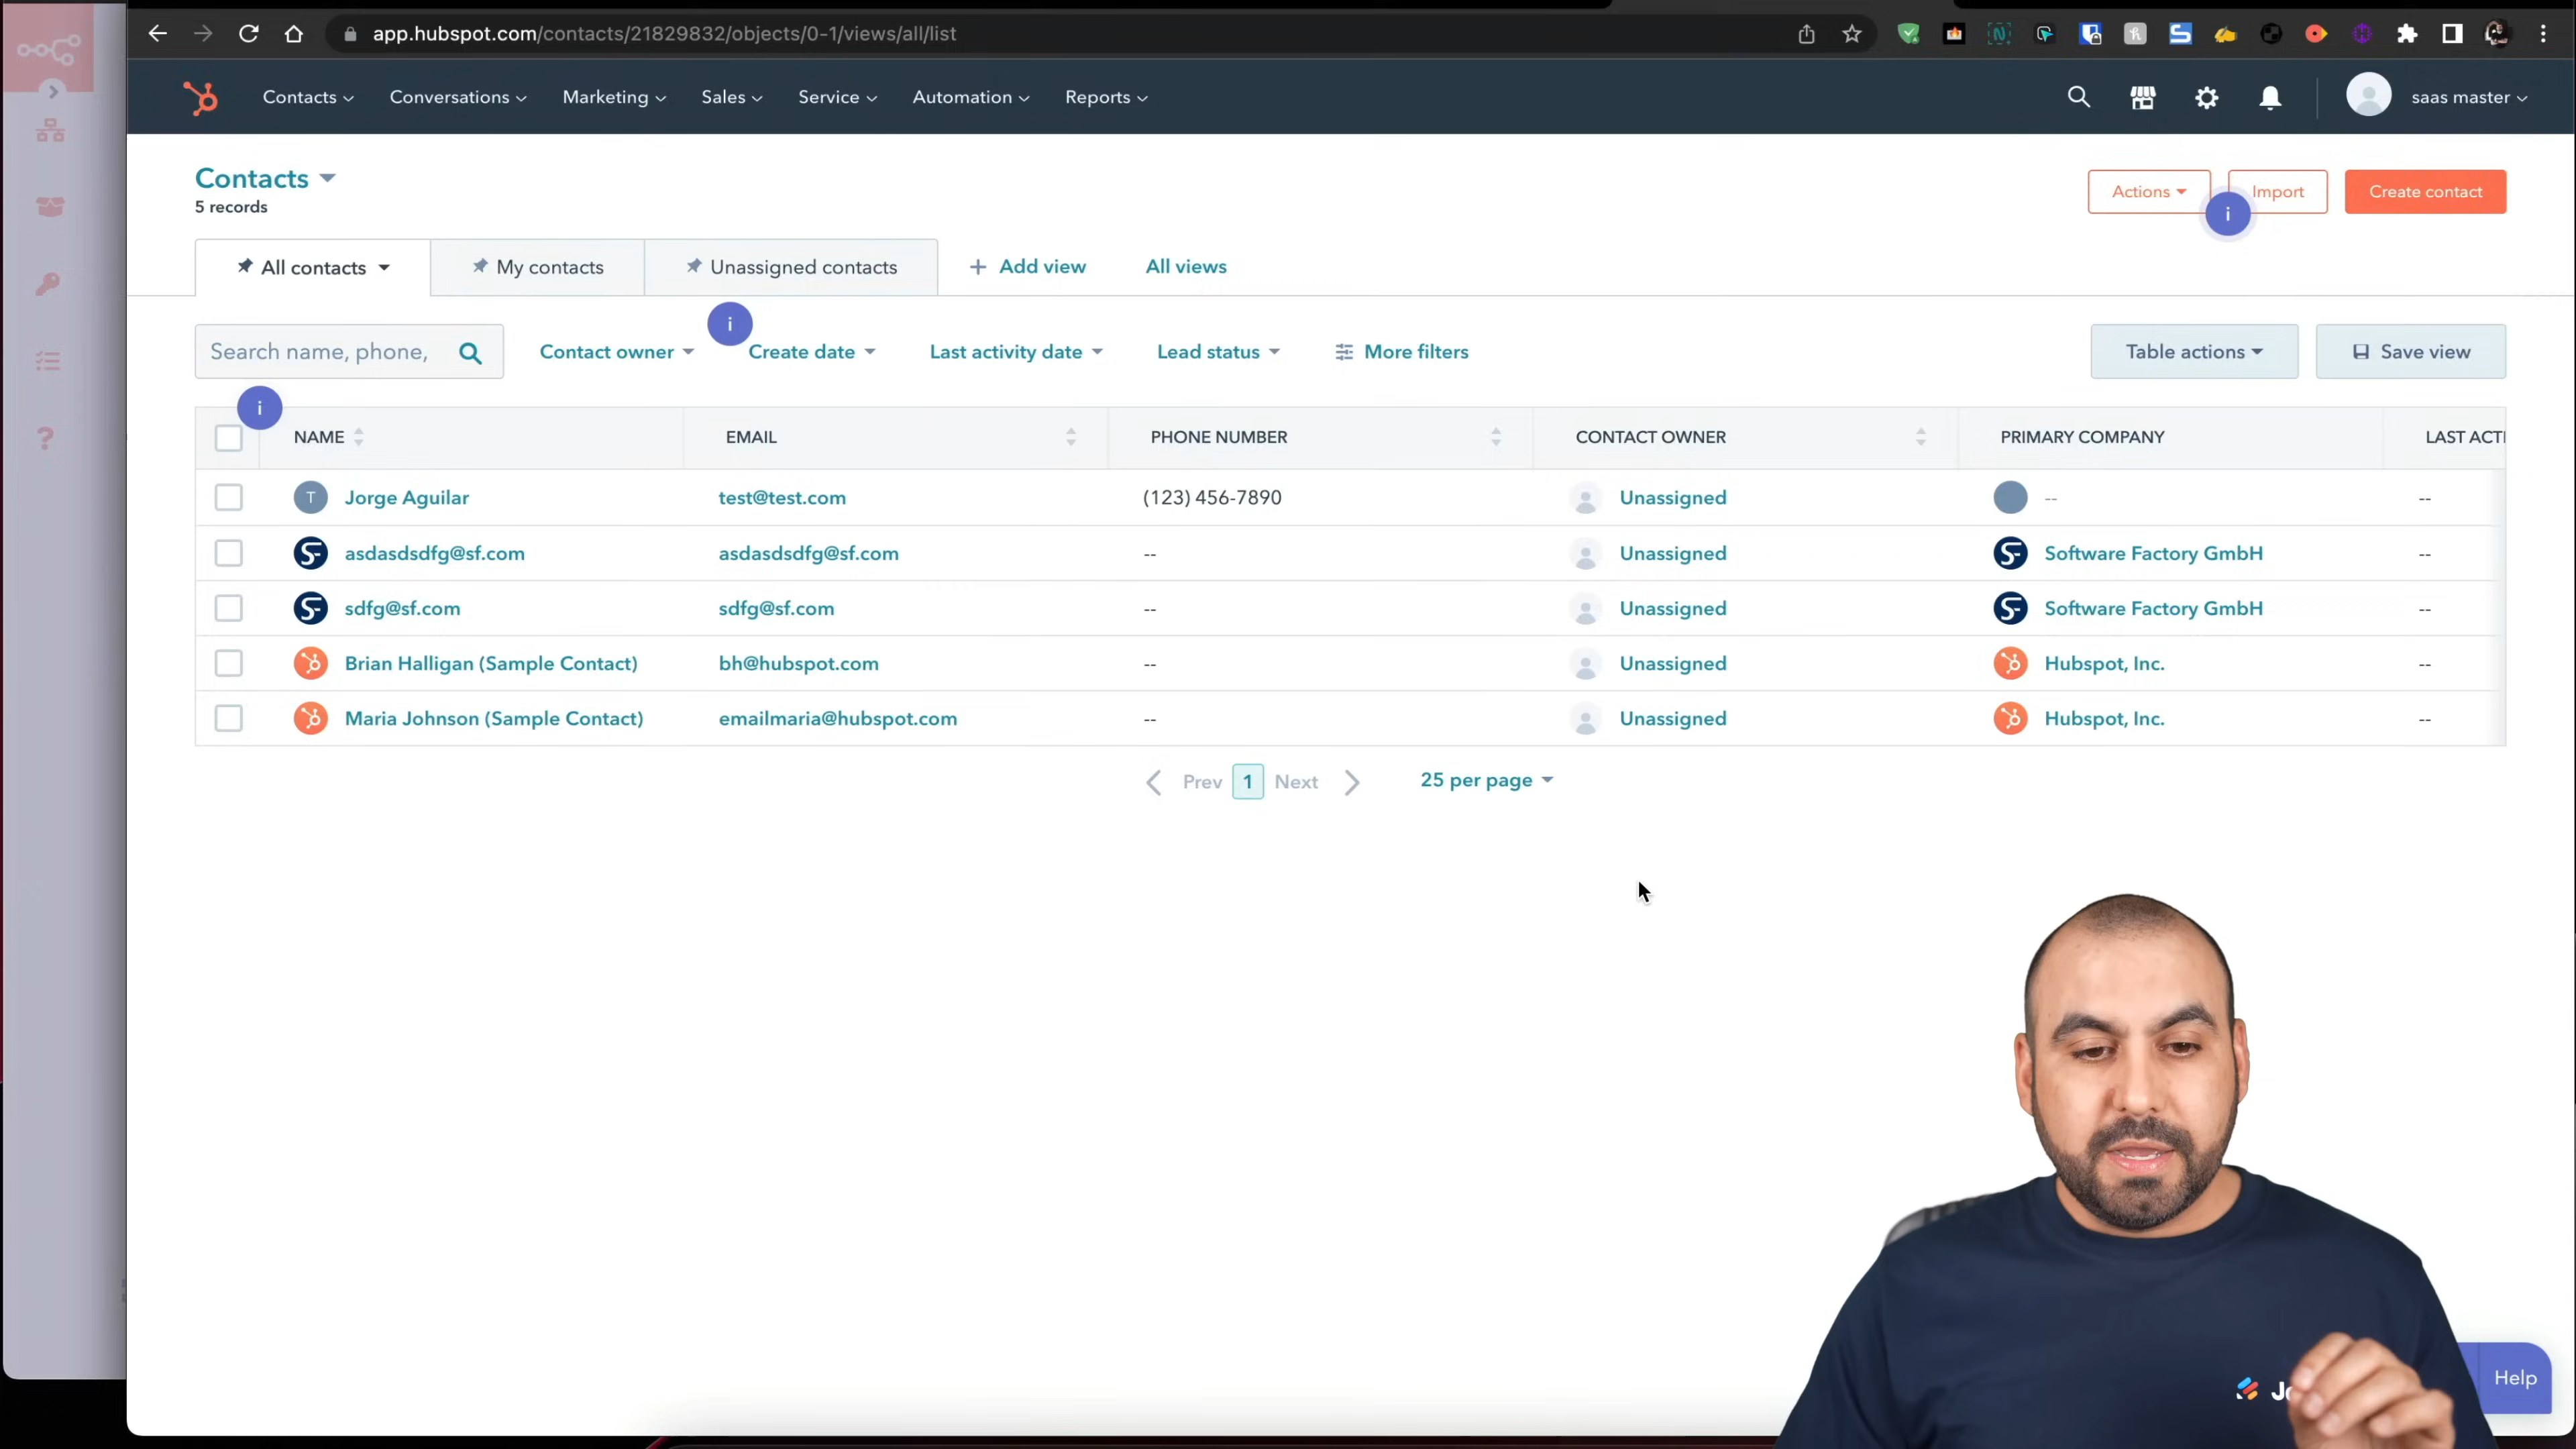 app.hubspot.com/contacts/21829832/objects/0-1/views/all/list
Contacts Conversations Marketing Sales Service Automation Reports saas master
Contacts
5 records
Actions Import Create contact
i
All contacts My contacts Unassigned contacts + Add view All views
i
Search name, phone, Contact owner Create date Last activity date Lead status More filters Table actions Save view
i
NAME EMAIL PHONE NUMBER CONTACT OWNER PRIMARY COMPANY LAST ACTI
T Jorge Aguilar test@test.com (123) 456-7890 Unassigned -- --
asdasdsdfg@sf.com asdasdsdfg@sf.com -- Unassigned Software Factory GmbH --
sdfg@sf.com sdfg@sf.com -- Unassigned Software Factory GmbH --
Brian Halligan (Sample Contact) bh@hubspot.com -- Unassigned Hubspot, Inc. --
Maria Johnson (Sample Contact) emailmaria@hubspot.com -- Unassigned Hubspot, Inc. --
Prev 1 Next 25 per page
Help